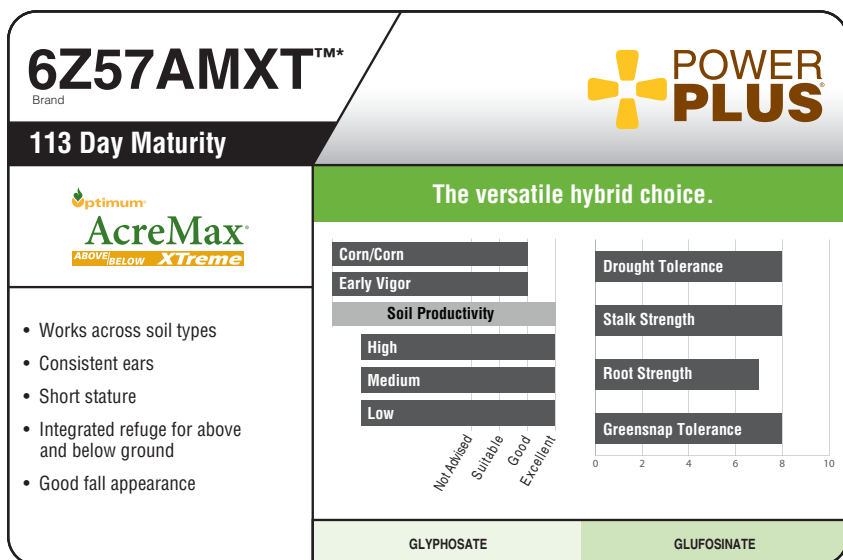 6Z57AMXT™*
Brand
113 Day Maturity
POWER
PLUS®
Optimum®
AcreMax®
ABOVE/BELOW XTreme
The versatile hybrid choice.
• Works across soil types
• Consistent ears
• Short stature
• Integrated refuge for above
and below ground
• Good fall appearance
Corn/Corn
Early Vigor
Soil Productivity
High
Medium
Low
Not Advised
Suitable
Good
Excellent
Drought Tolerance
Stalk Strength
Root Strength
Greensnap Tolerance
0 2 4 6 8 10
GLYPHOSATE
GLUFOSINATE